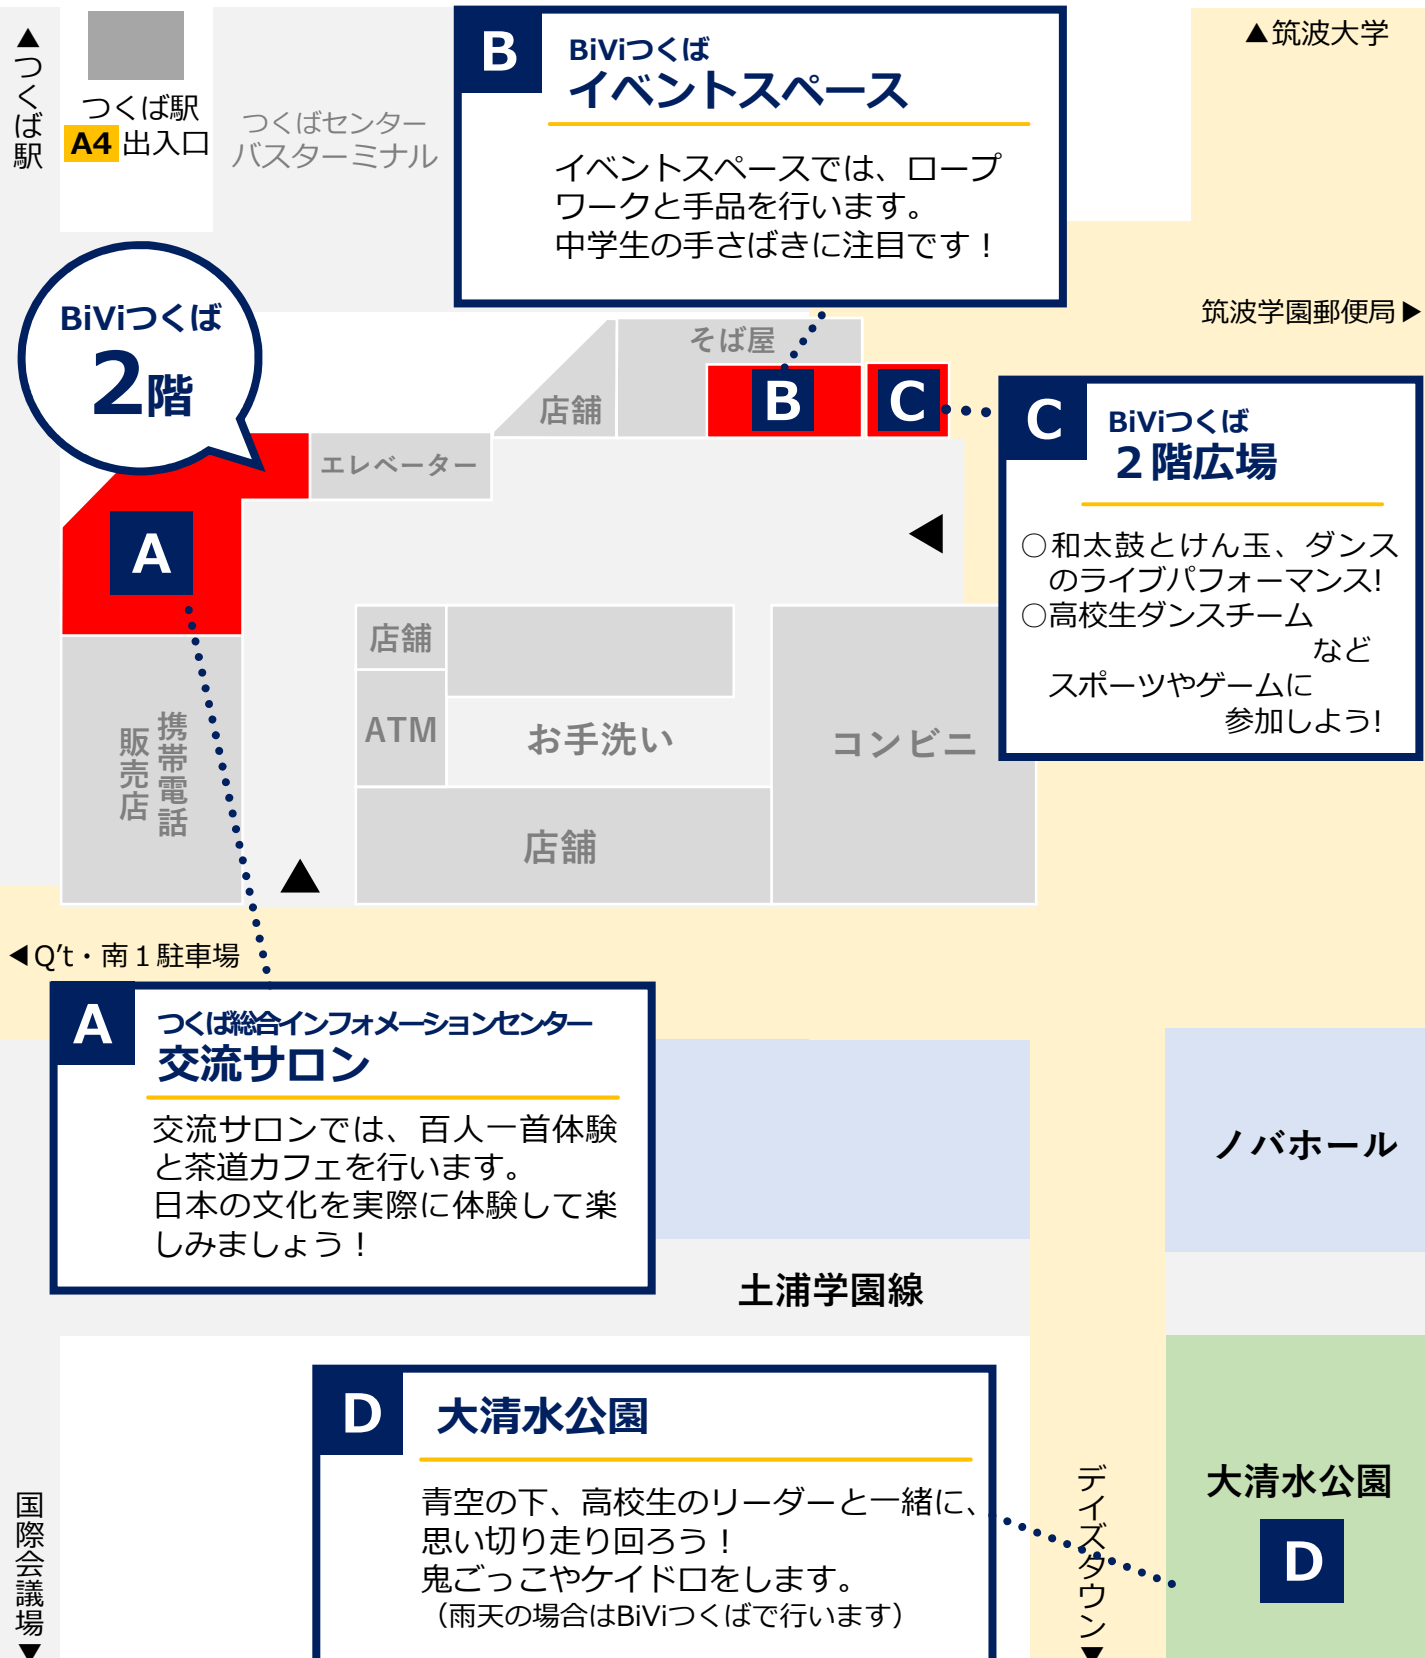 ▲つくば駅
つくば駅
A4 出入口
つくばセンター
バスターミナル
B
BiViつくば
イベントスペース
イベントスペースでは、ロープ
ワークと手品を行います。
中学生の手さばきに注目です！
▲筑波大学
筑波学園郵便局▶
BiViつくば
2階
そば屋
店舗
エレベーター
B
C
A
C
BiViつくば
２階広場
○和太鼓とけん玉、ダンス
のライブパフォーマンス!
○高校生ダンスチーム
など
スポーツやゲームに
参加しよう!
◀
店舗
ATM
お手洗い
コンビニ
携帯電話
販売店
店舗
▲
◀Q't・南１駐車場
A
つくば総合インフォメーションセンター
交流サロン
交流サロンでは、百人一首体験
と茶道カフェを行います。
日本の文化を実際に体験して楽
しみましょう！
ノバホール
土浦学園線
D
大清水公園
青空の下、高校生のリーダーと一緒に、
思い切り走り回ろう！
鬼ごっこやケイドロをします。
（雨天の場合はBiViつくばで行います）
国際会議場▼
デイズタウン▼
大清水公園
D